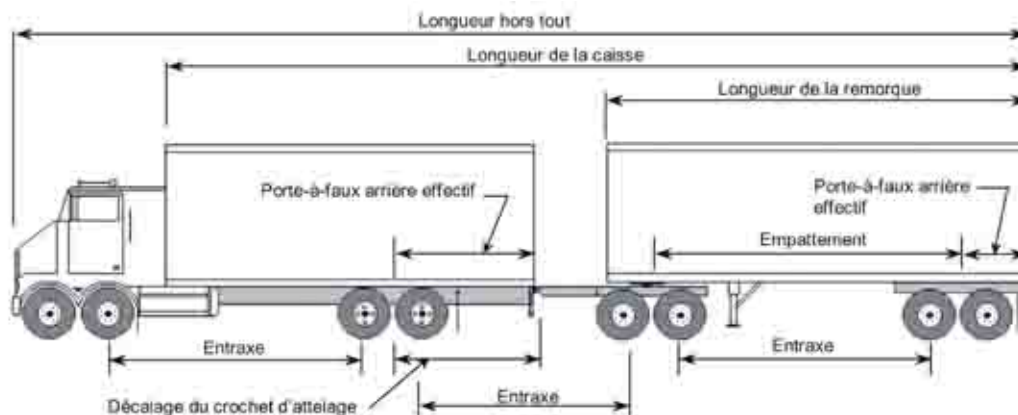 Longueur hors tout
Longueur de la caisse
Longueur de la remorque
Porte-à-faux arrière effectif
Porte-à-faux arrière
effectif
Empattement
Entraxe
Entraxe
Entraxe
Décalage du crochet d'attelage